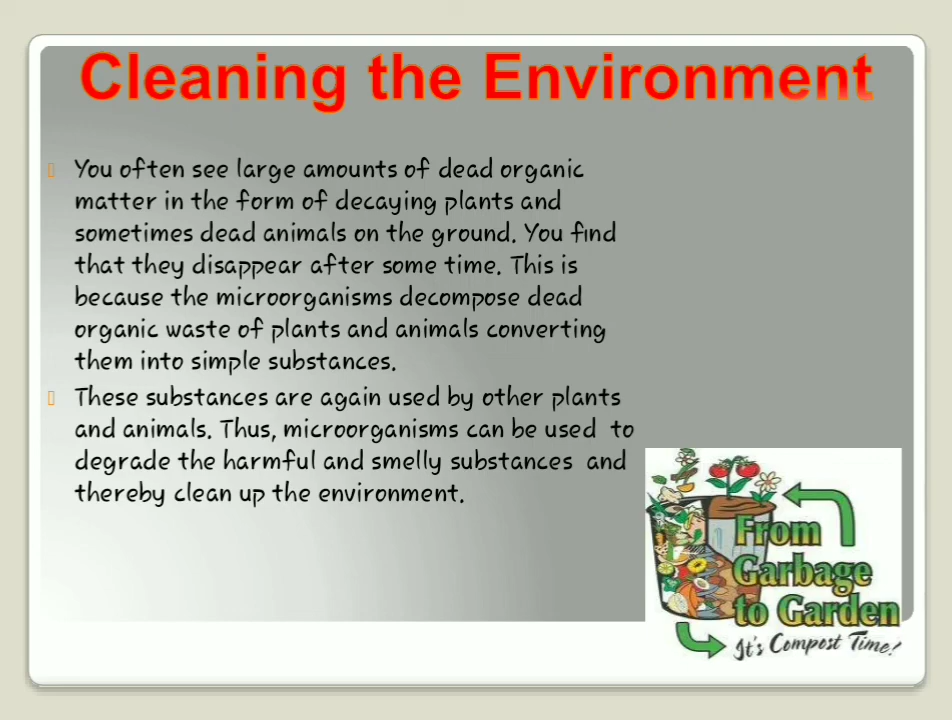 Cleaning the Environment
You often see large amounts of dead organic
matter in the form of decaying plants and
sometimes dead animals on the ground. You find
that they disappear after some time. This is
because the microorganisms decompose dead
organic waste of plants and animals converting
them into simple substances.
These substances are again used by other plants
and animals. Thus, microorganisms can be used to
degrade the harmful and smelly substances and
thereby clean up the environment.
From
Garbage
to Garden
It's Compost Time!